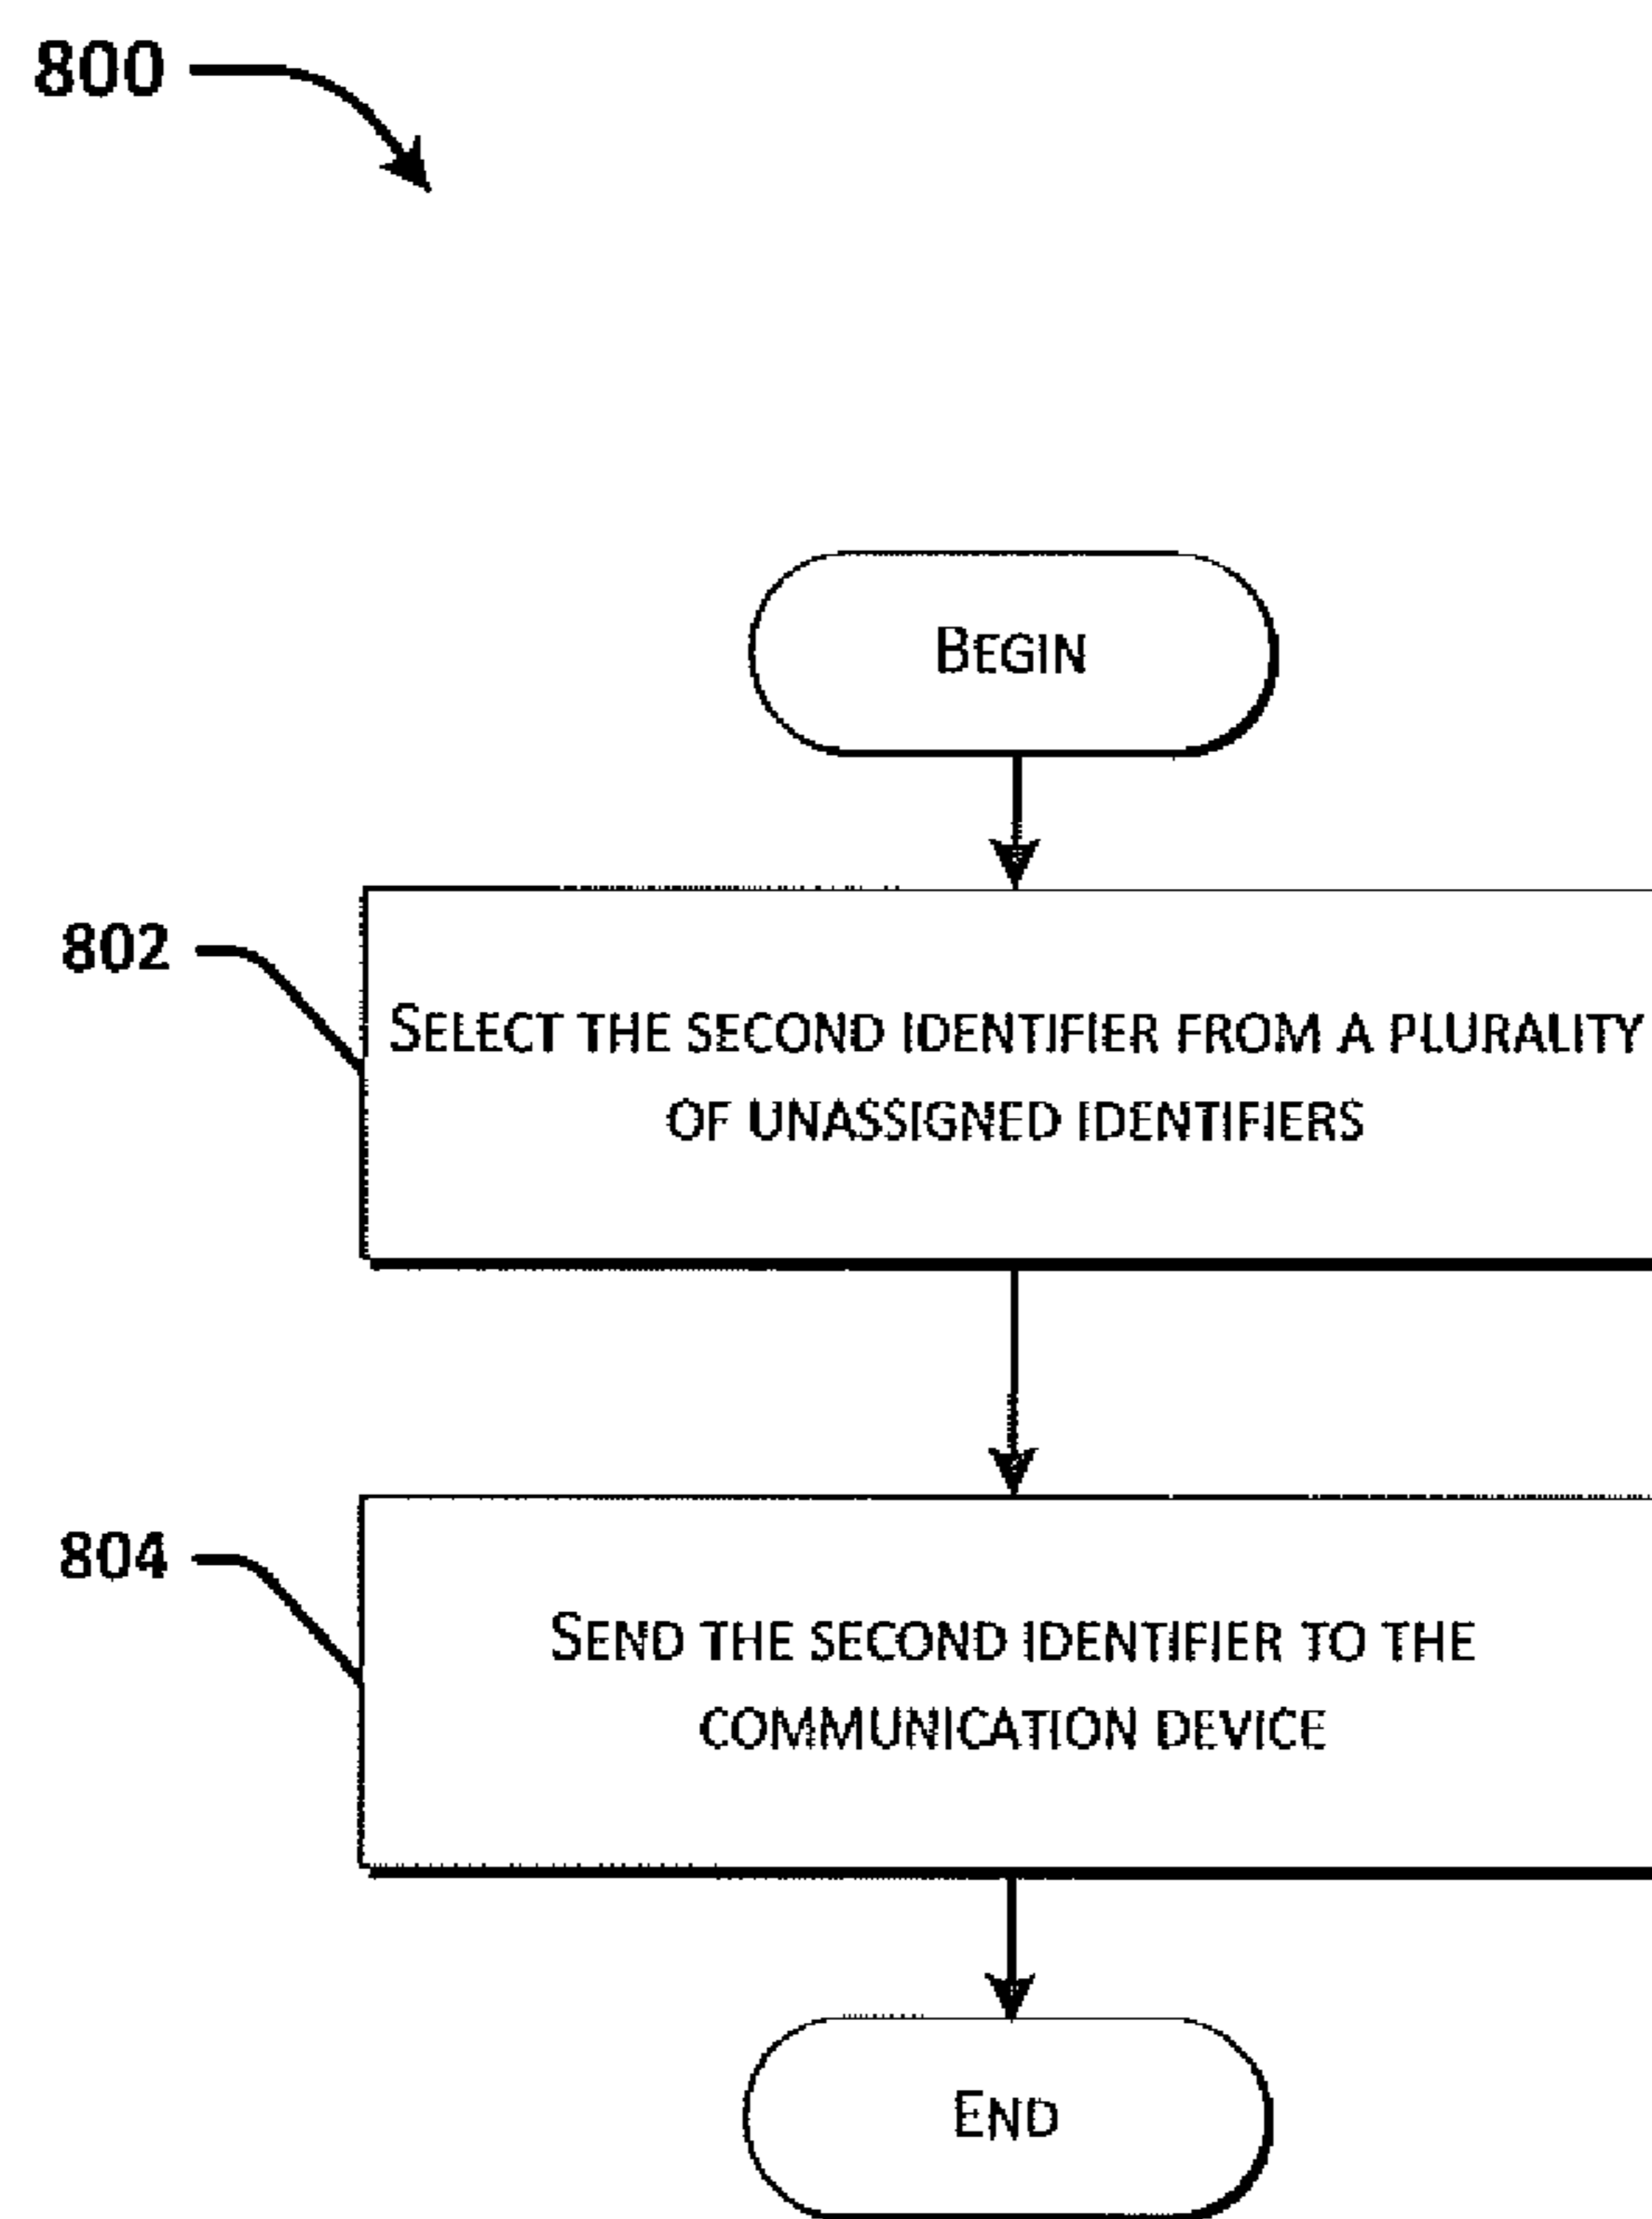 800
BEGIN
802
SELECT THE SECOND IDENTIFIER FROM A PLURALITY
OF UNASSIGNED IDENTIFIERS
804
SEND THE SECOND IDENTIFIER TO THE
COMMUNICATION DEVICE
END